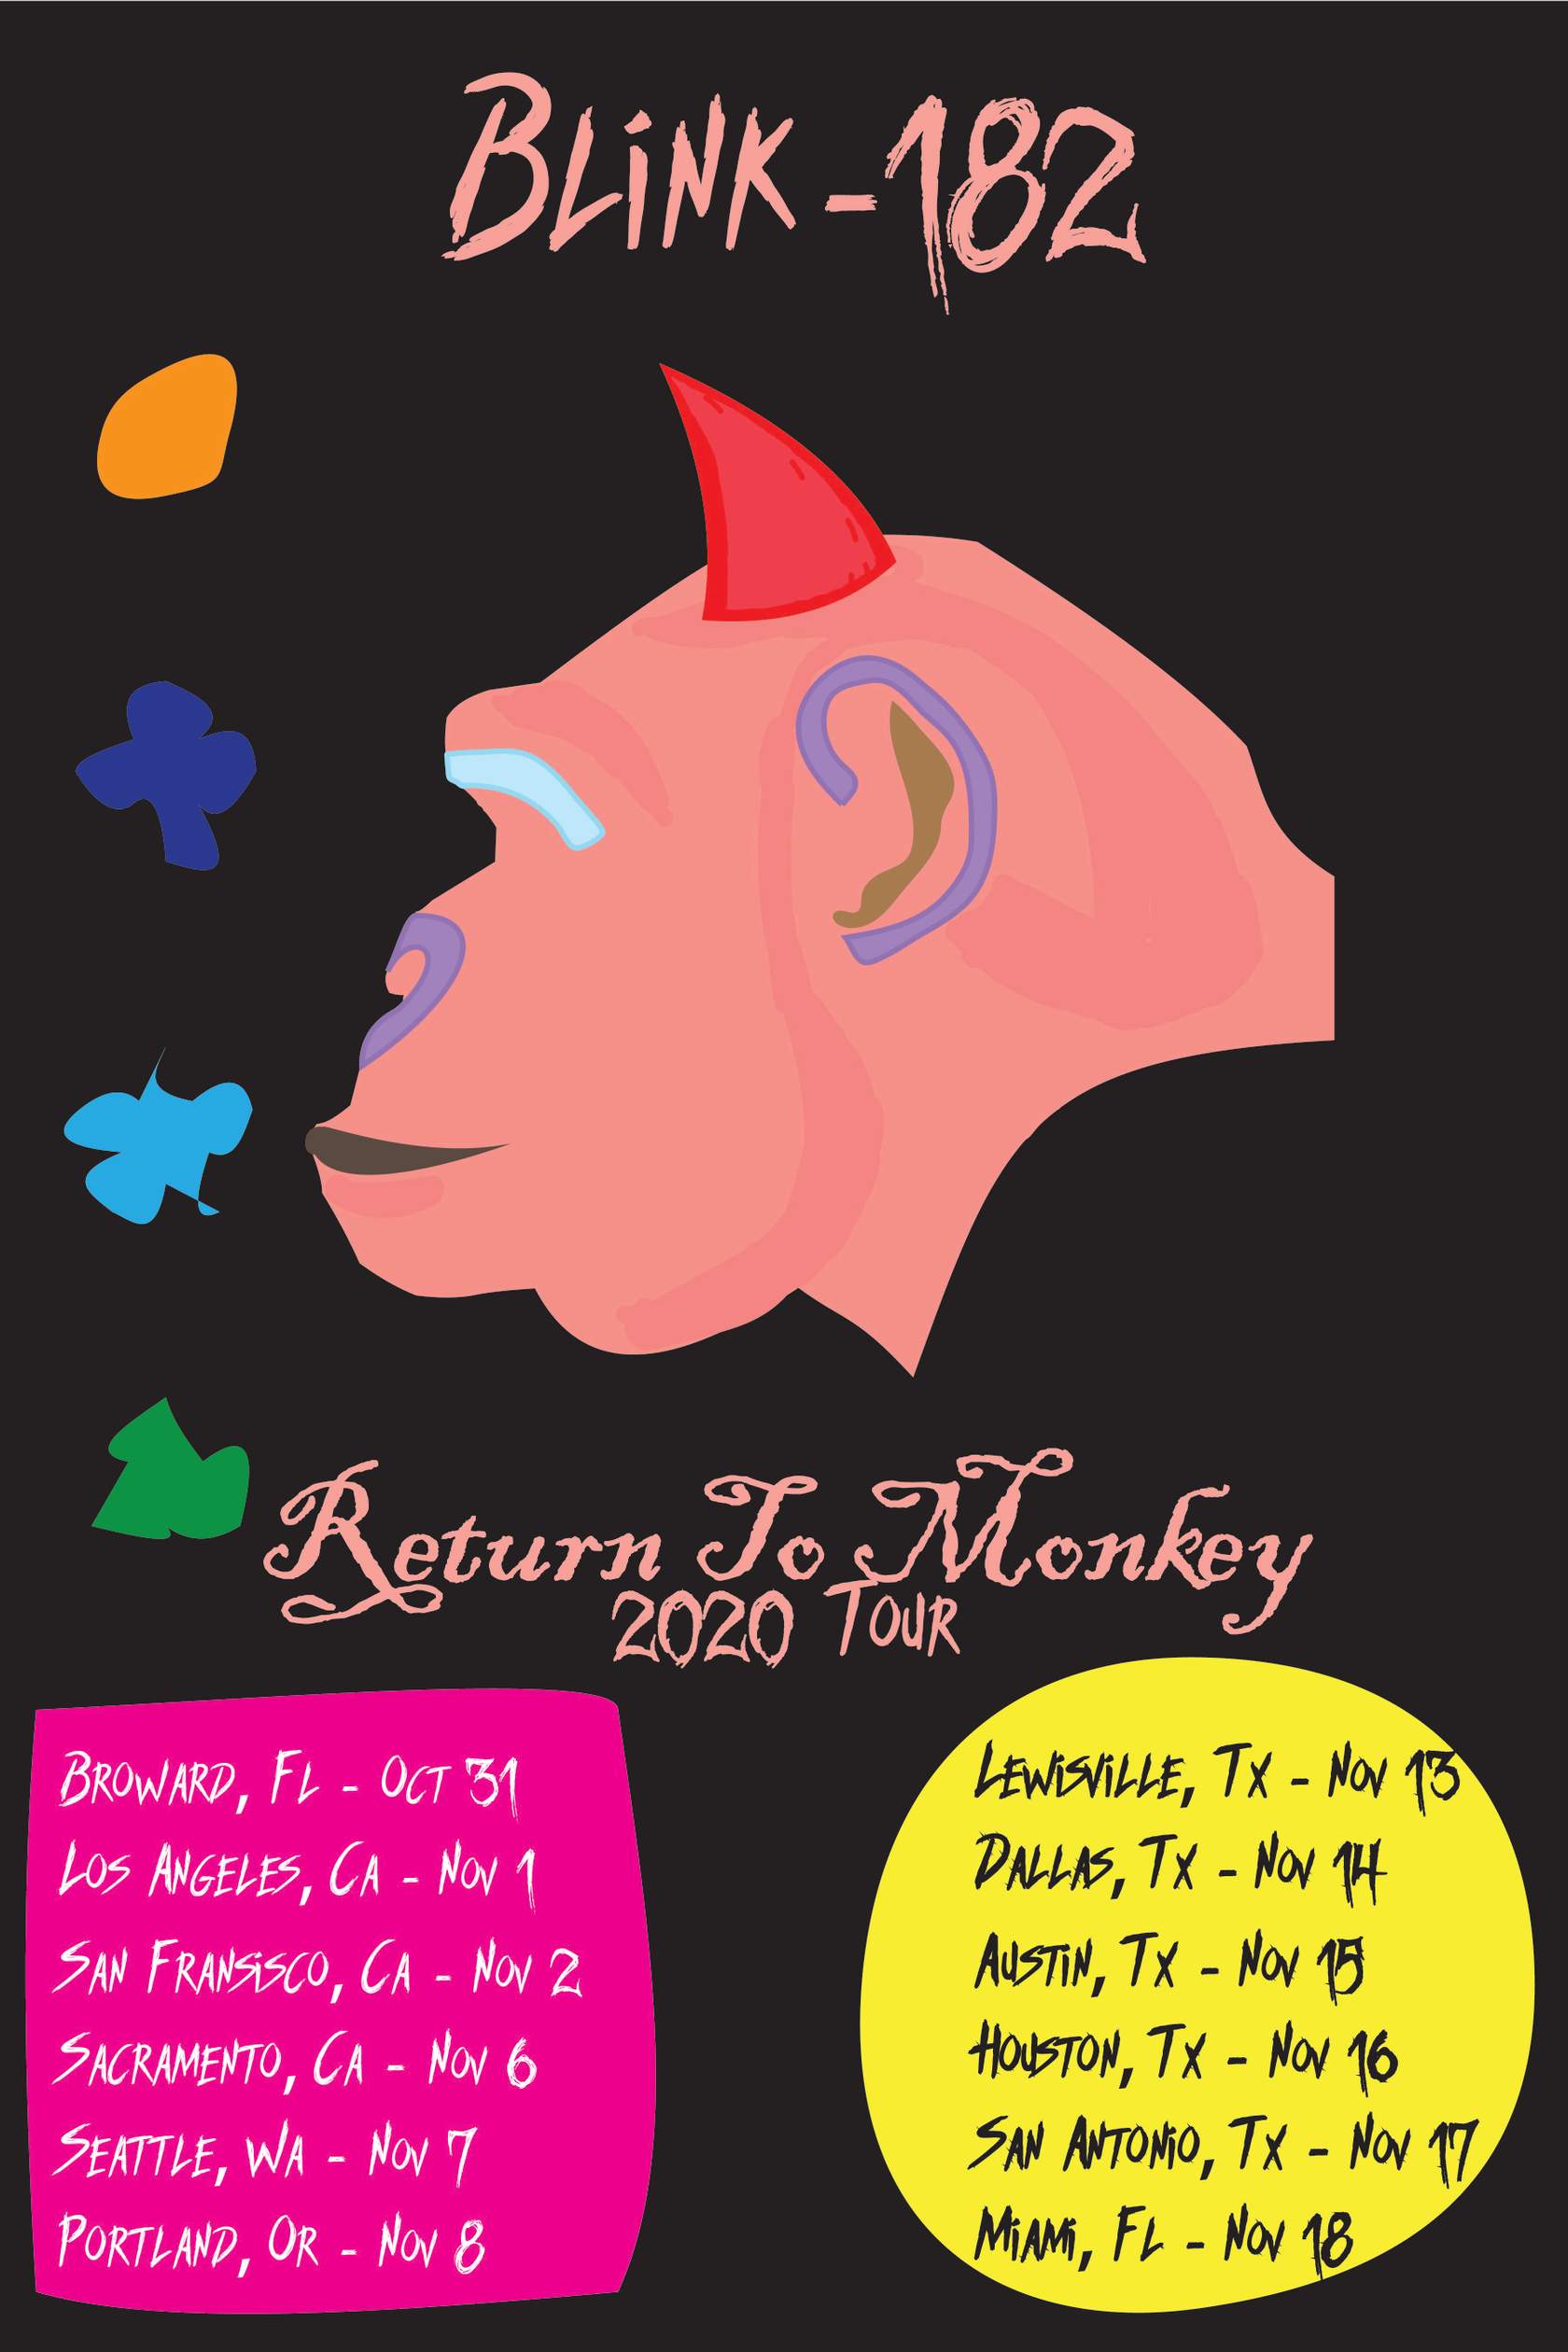 Blink-182
Return To Monkey
2020 Tour
Broward, Fl - Oct 31
Los Angeles, Ca - Nov 1
San Fransisco, Ca - Nov 2
Sacramento, Ca - Nov 6
Seattle, Wa - Nov 7
Portland, Or - Nov 8
Lewisville, Tx - Nov 13
Dallas, Tx - Nov 14
Austin, Tx - Nov 15
Houston, Tx - Nov 16
San Antonio, Tx - Nov 17
Miami, Fl - Nov 18